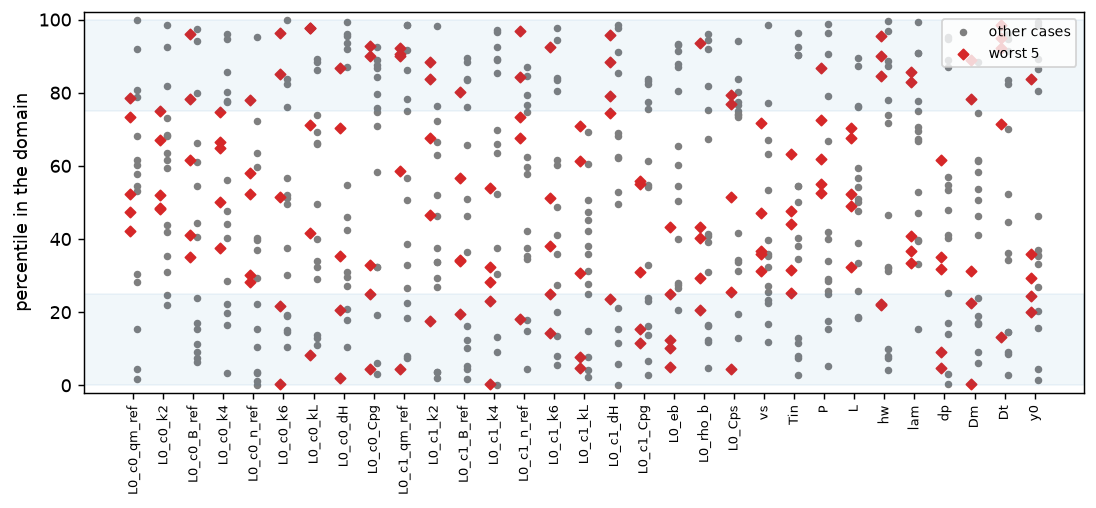 percentile in the domain
100
80
60
40
20
0
other cases
worst 5
L0_c0_qm_ref
L0_c0_k2
L0_c0_B_ref
L0_c0_k4
L0_c0_n_ref
L0_c0_k6
L0_c0_kL
L0_c0_dH
L0_c0_Cpg
L0_c1_qm_ref
L0_c1_k2
L0_c1_B_ref
L0_c1_k4
L0_c1_n_ref
L0_c1_k6
L0_c1_kL
L0_c1_dH
L0_c1_Cpg
L0_eb
L0_rho_b
L0_Cps
vs
Tin
P
L
hw
lam
dp
Dm
Dt
y0